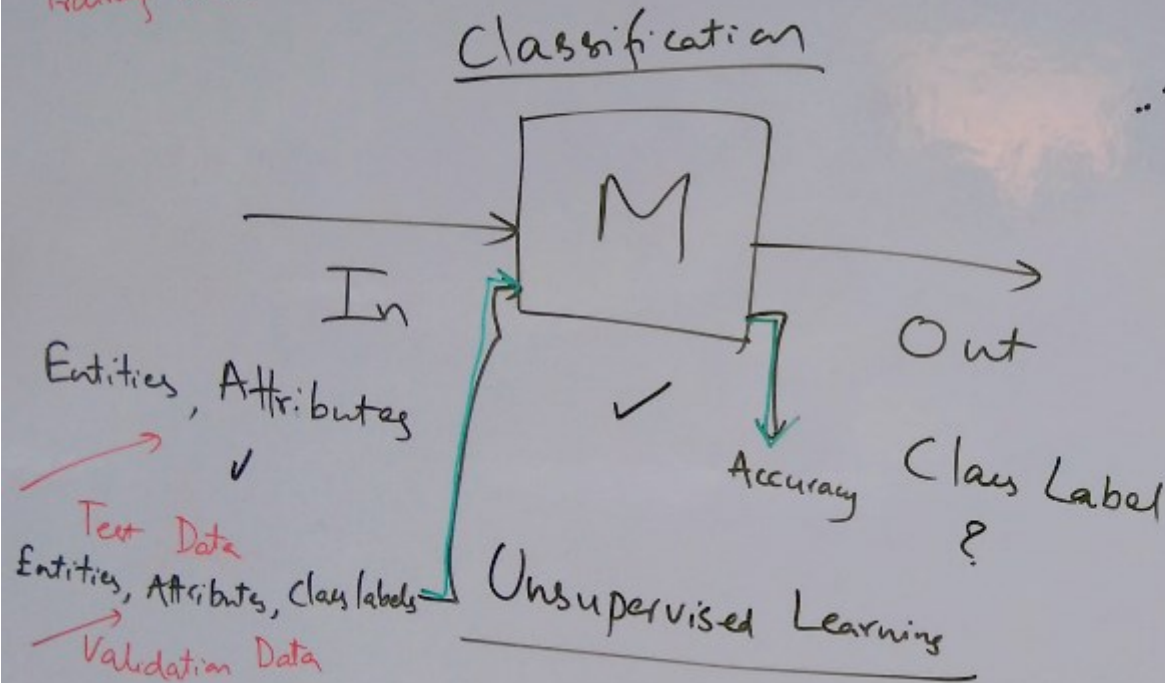 Classification
M
In
Out
Entities, Attributes
Accuracy
Class Label
?
Test Data
Entities, Attributes, Class labels
Unsupervised Learning
Validation Data